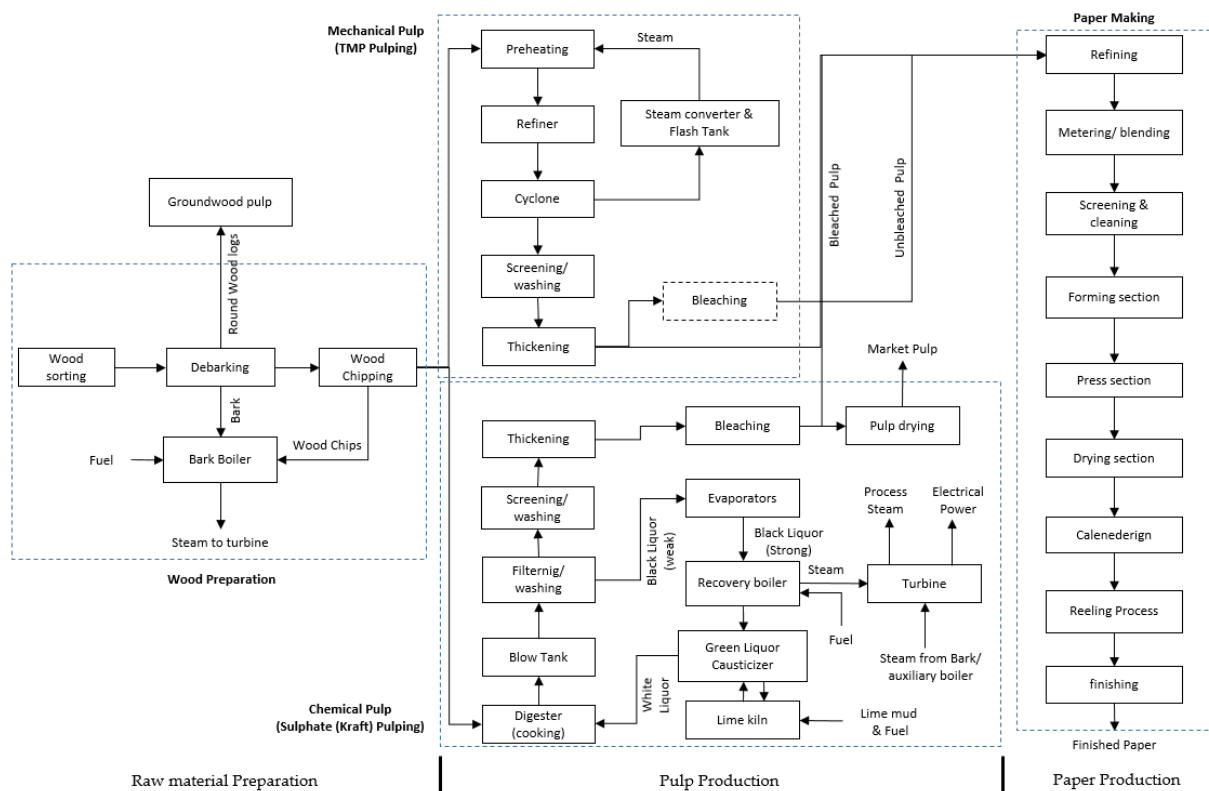 Mechanical Pulp
(TMP Pulping)
Preheating
Steam
Refiner
Steam converter &
Flash Tank
Cyclone
Screening/
washing
Thickening
Bleaching
Bleached Pulp
Unbleached Pulp
Groundwood pulp
Round Wood logs
Wood
sorting
Debarking
Wood
Chipping
Bark
Wood Chips
Fuel
Bark Boiler
Steam to turbine
Wood Preparation
Market Pulp
Thickening
Bleaching
Pulp drying
Screening/
washing
Evaporators
Process
Steam
Electrical
Power
Black Liquor
(weak)
Black Liquor
(Strong)
Filternig/
washing
Recovery boiler
Steam
Turbine
Fuel
Blow Tank
Green Liquor
Causticizer
Steam from Bark/
auxiliary boiler
White
Liquor
Chemical Pulp
(Sulphate (Kraft) Pulping)
Digester
(cooking)
Lime kiln
Lime mud
& Fuel
Paper Making
Refining
Metering/ blending
Screening &
cleaning
Forming section
Press section
Drying section
Calenederign
Reeling Process
finishing
Finished Paper
Raw material Preparation
Pulp Production
Paper Production